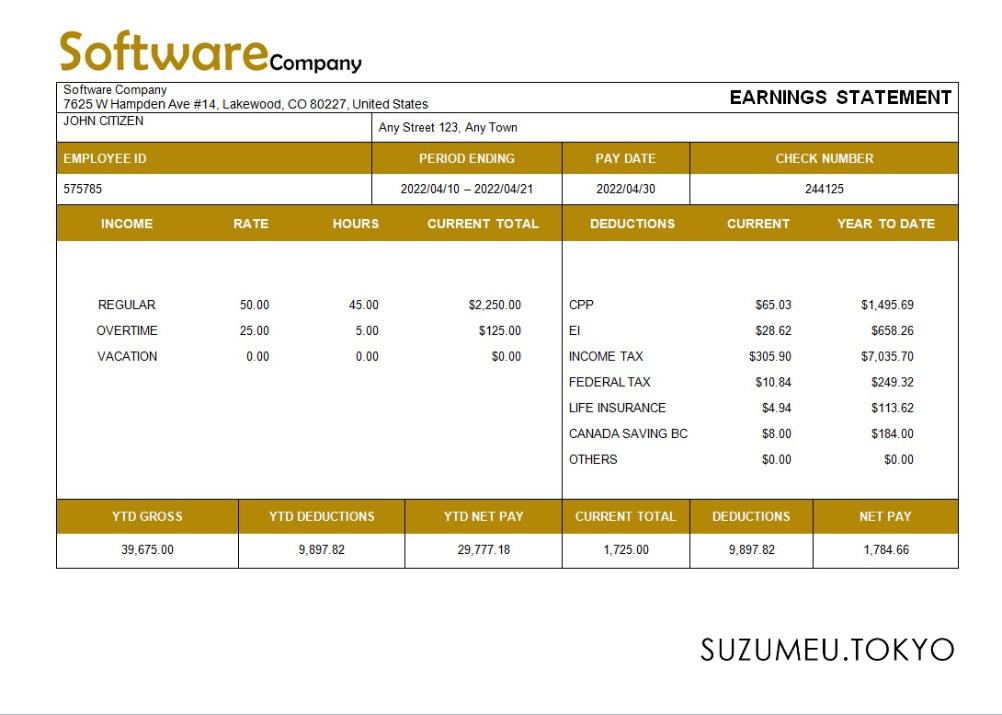 Software Company
Software Company
7625 W Hampden Ave #14, Lakewood, CO 80227, United States
EARNINGS STATEMENT
JOHN CITIZEN
Any Street 123, Any Town
EMPLOYEE ID PERIOD ENDING PAY DATE CHECK NUMBER
575785 2022/04/10 – 2022/04/21 2022/04/30 244125
INCOME RATE HOURS CURRENT TOTAL DEDUCTIONS CURRENT YEAR TO DATE
REGULAR 50.00 45.00 $2,250.00 CPP $65.03 $1,495.69
OVERTIME 25.00 5.00 $125.00 EI $28.62 $658.26
VACATION 0.00 0.00 $0.00 INCOME TAX $305.90 $7,035.70
FEDERAL TAX $10.84 $249.32
LIFE INSURANCE $4.94 $113.62
CANADA SAVING BC $8.00 $184.00
OTHERS $0.00 $0.00
YTD GROSS YTD DEDUCTIONS YTD NET PAY CURRENT TOTAL DEDUCTIONS NET PAY
39,675.00 9,897.82 29,777.18 1,725.00 9,897.82 1,784.66
SUZUMEU.TOKYO